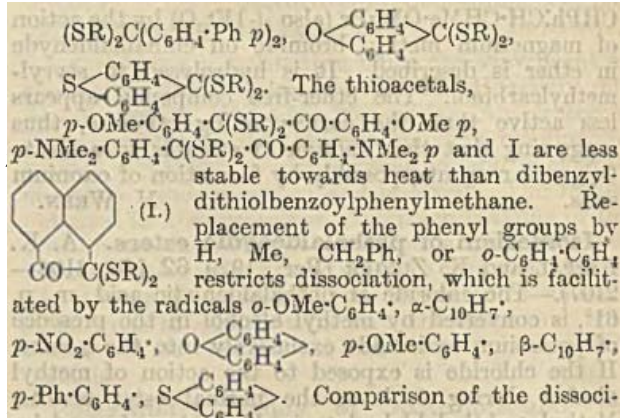 (SR)₂C(C₆H₄·Ph p)₂, O<C₆H₄·/C₆H₄·>C(SR)₂,
S<C₆H₄·/C₆H₄·>C(SR)₂. The thioacetals,
p-OMe·C₆H₄·C(SR)₂·CO·C₆H₄·OMe p,
p-NMe₂·C₆H₄·C(SR)₂·CO·C₆H₄·NMe₂ p and I are less
stable towards heat than dibenzyl-
(I.) dithiolbenzoylphenylmethane. Re-
placement of the phenyl groups by
H, Me, CH₂Ph, or o-C₆H₄·C₆H₄
CO—C(SR)₂ restricts dissociation, which is facilit-
ated by the radicals o-OMe·C₆H₄·, α-C₁₀H₇·,
p-NO₂·C₆H₄·, O<C₆H₄/C₆H₄>, p-OMe·C₆H₄·, β-C₁₀H₇·,
p-Ph·C₆H₄·, S<C₆H₄/C₆H₄>. Comparison of the dissoci-